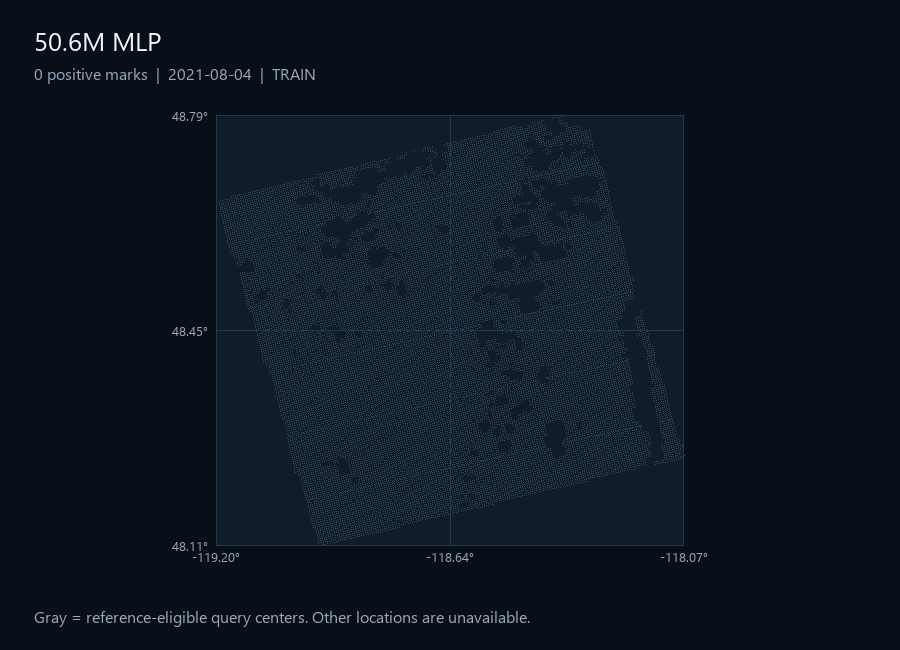 50.6M MLP
0 positive marks | 2021-08-04 | TRAIN
48.79°
48.45°
48.11°
-119.20°
-118.64°
-118.07°
Gray = reference-eligible query centers. Other locations are unavailable.